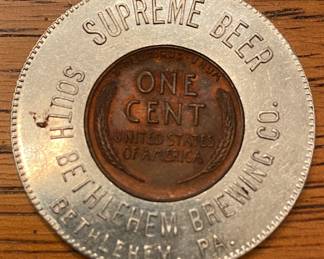 SUPREME BEER
SOUTH BETHLEHEM BREWING CO.
BETHLEHEM, PA.
ONE
CENT
UNITED STATES
OF AMERICA